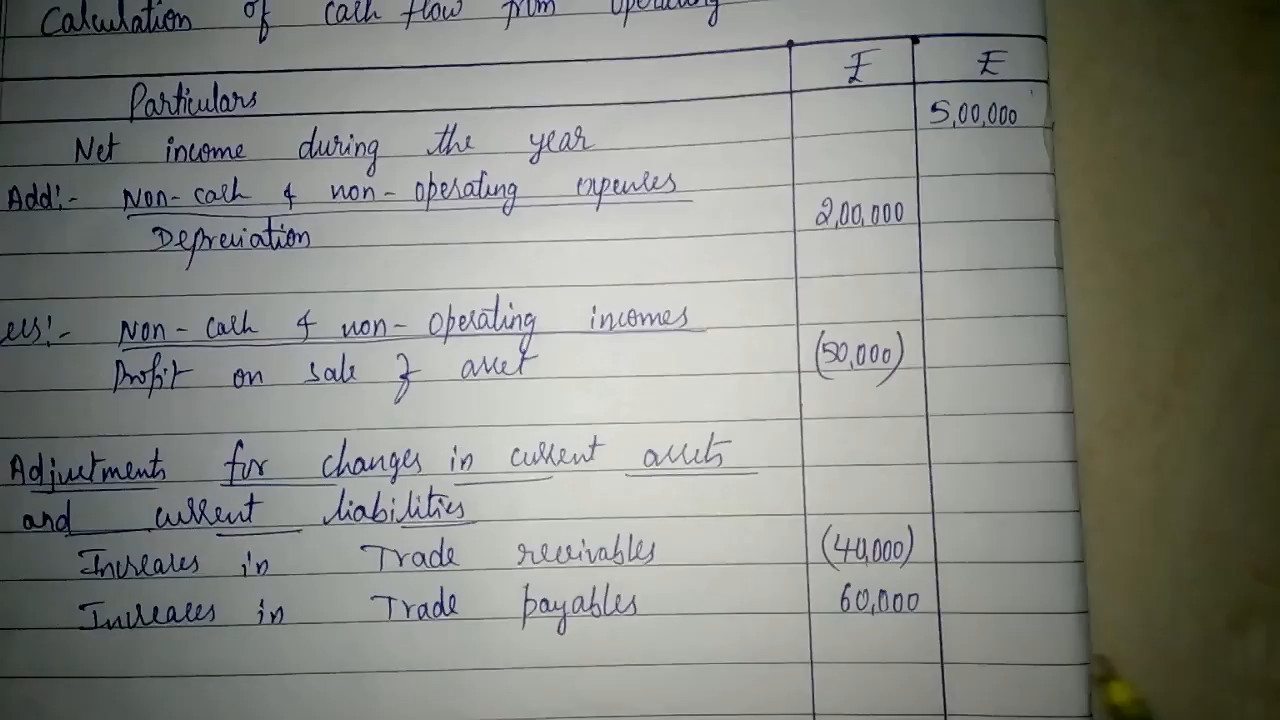 Calculation of cash flow from operating
Particulars ₤ ₤
Net income during the year 5,00,000
Add:- Non-cash & non-operating expenses
Depreciation 2,00,000
ess:- Non-cash & non-operating incomes
Profit on sale of asset (50,000)
Adjustments for changes in current assets
and current liabilities
Increases in Trade receivables (40,000)
Increases in Trade payables 60,000